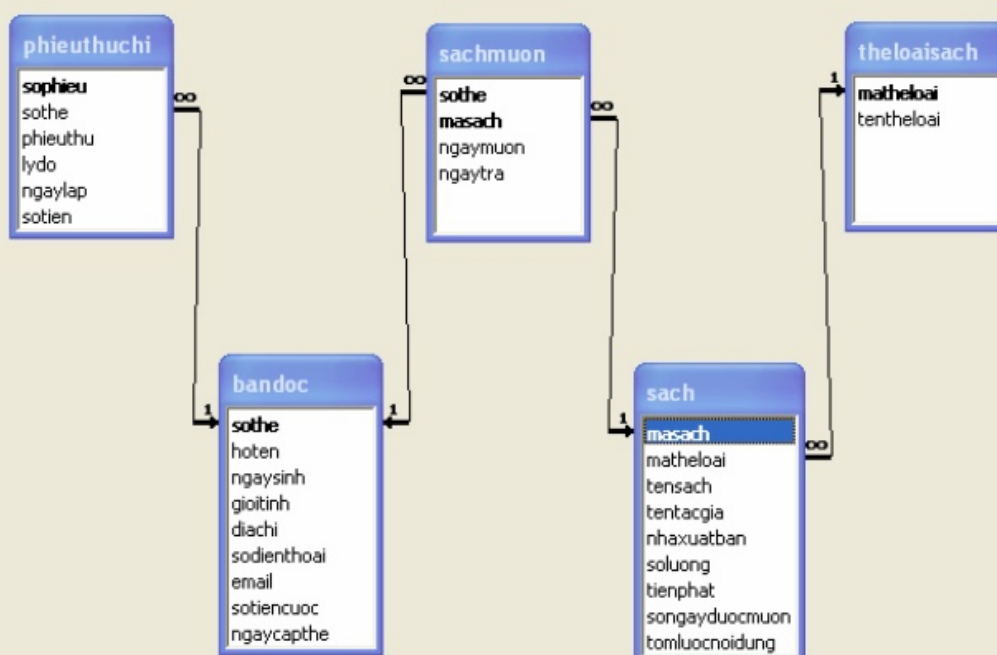 phieuthuchi
sophieu
sothe
phieuthu
lydo
ngaylap
sotien
sachmuon
sothe
masach
ngaymuon
ngaytra
theloaisach
matheloai
tentheloai
∞
1
∞
1
∞
1
1
∞
bandoc
sothe
hoten
ngaysinh
gioitinh
diachi
sodienthoai
email
sotiencuoc
ngaycapthe
sach
masach
matheloai
tensach
tentacgia
nhaxuatban
soluong
tienphat
songayduocmuon
tomluocnoidung